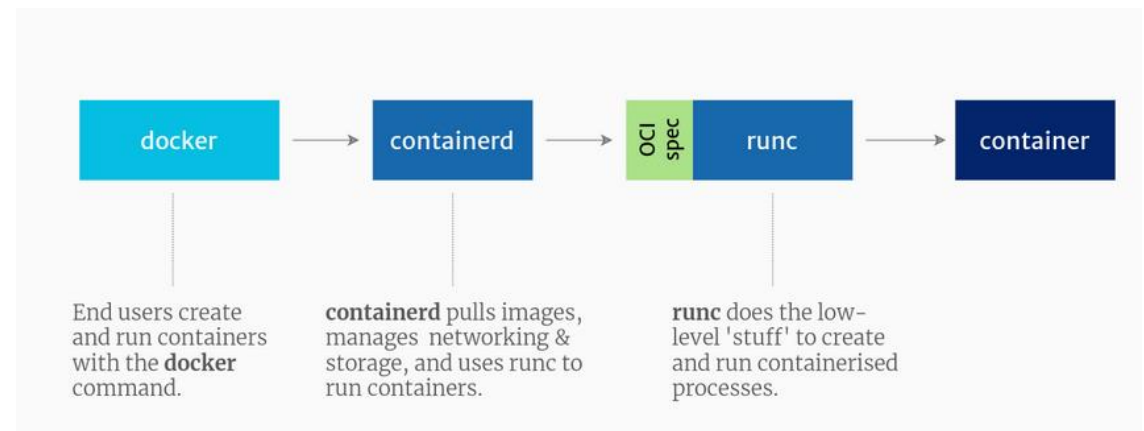 docker
containerd
OCI
spec
runc
container
End users create
and run containers
with the docker
command.
containerd pulls images,
manages networking &
storage, and uses runc to
run containers.
runc does the low-
level 'stuff' to create
and run containerised
processes.